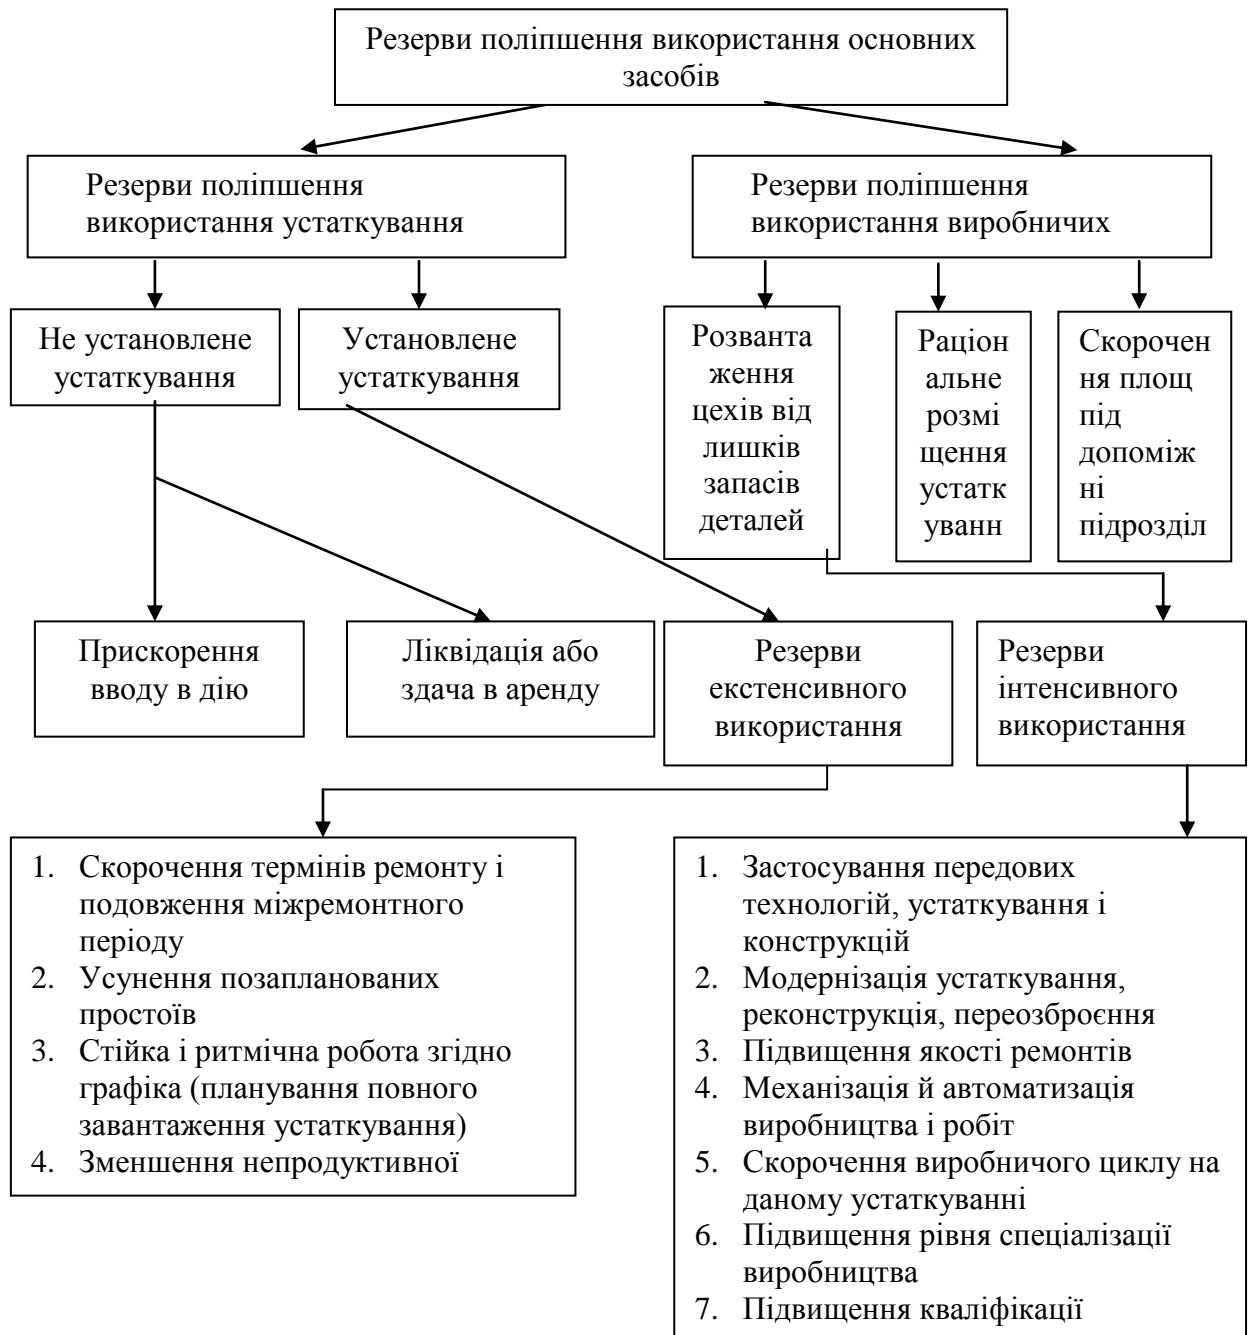 Резерви поліпшення використання основних
засобів
Резерви поліпшення
використання устаткування
Резерви поліпшення
використання виробничих
Не установлене
устаткування
Установлене
устаткування
Розванта
ження
цехів від
лишків
запасів
деталей
Раціон
альне
розмі
щення
устатк
уванн
Скорочен
ня площ
під
допоміж
ні
підрозділ
Прискорення
вводу в дію
Ліквідація або
здача в аренду
Резерви
екстенсивного
використання
Резерви
інтенсивного
використання
1. Скорочення термінів ремонту і
подовження міжремонтного
періоду
2. Усунення позапланованих
простоїв
3. Стійка і ритмічна робота згідно
графіка (планування повного
завантаження устаткування)
4. Зменшення непродуктивної
1. Застосування передових
технологій, устаткування і
конструкцій
2. Модернізація устаткування,
реконструкція, переозброєння
3. Підвищення якості ремонтів
4. Механізація й автоматизація
виробництва і робіт
5. Скорочення виробничого циклу на
даному устаткуванні
6. Підвищення рівня спеціалізації
виробництва
7. Підвищення кваліфікації